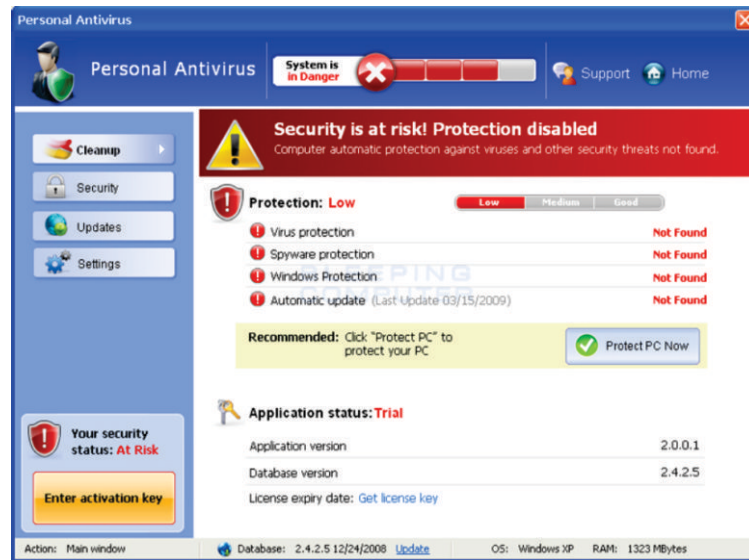 Personal Antivirus
Personal Antivirus
System is
in Danger
Support
Home
Cleanup
Security
Updates
Settings
Security is at risk! Protection disabled
Computer automatic protection against viruses and other security threats not found.
Protection: Low
Low Medium Good
Virus protection Not Found
Spyware protection Not Found
Windows Protection Not Found
Automatic update (Last Update 03/15/2009) Not Found
BLEEPING
COMPUTER
Recommended: Click "Protect PC" to
protect your PC
Protect PC Now
Application status: Trial
Application version 2.0.0.1
Database version 2.4.2.5
License expiry date: Get license key
Your security
status: At Risk
Enter activation key
Action: Main window Database: 2.4.2.5 12/24/2008 Update OS: Windows XP RAM: 1323 MBytes